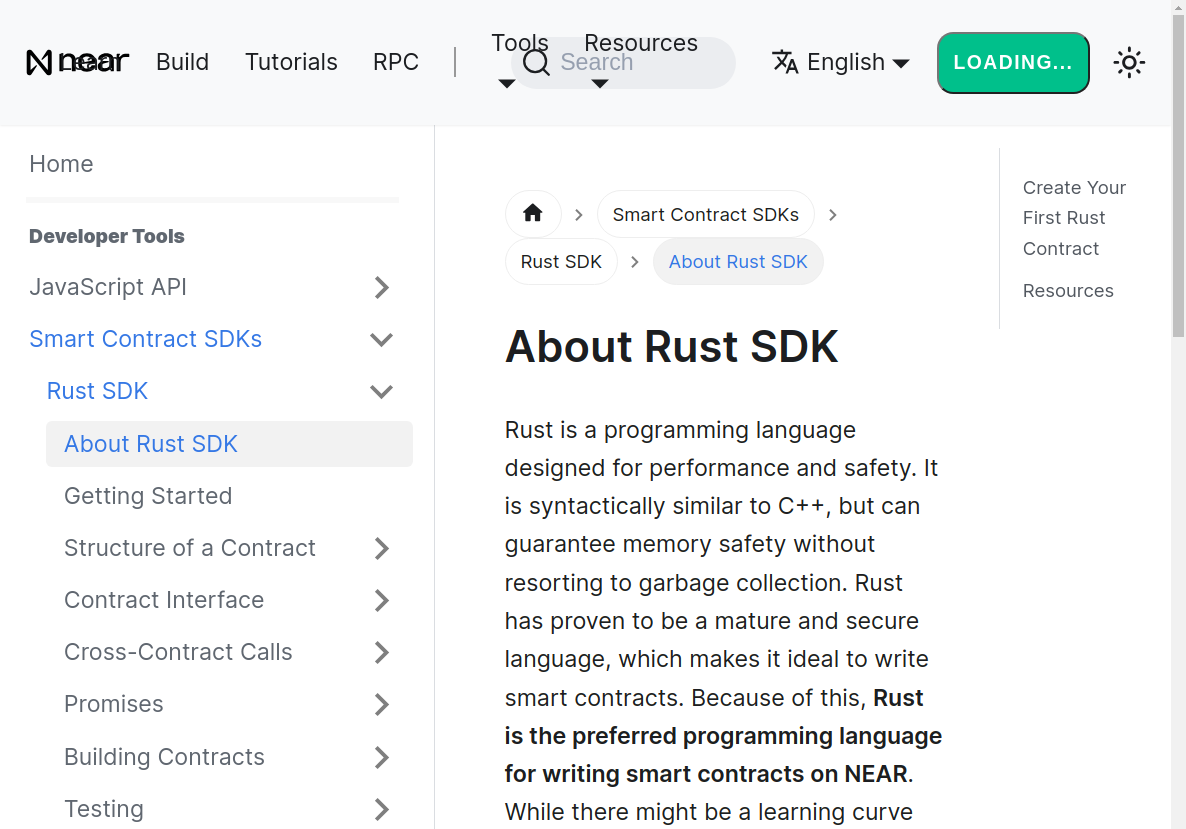 near
Learn
Build
Tutorials
RPC
Tools
Resources
Search
English
LOADING...
Home
Developer Tools
JavaScript API
Smart Contract SDKs
Rust SDK
About Rust SDK
Getting Started
Structure of a Contract
Contract Interface
Cross-Contract Calls
Promises
Building Contracts
Testing
Smart Contract SDKs
Rust SDK
About Rust SDK
About Rust SDK
Rust is a programming language
designed for performance and safety. It
is syntactically similar to C++, but can
guarantee memory safety without
resorting to garbage collection. Rust
has proven to be a mature and secure
language, which makes it ideal to write
smart contracts. Because of this, Rust
is the preferred programming language
for writing smart contracts on NEAR.
While there might be a learning curve
Create Your
First Rust
Contract
Resources